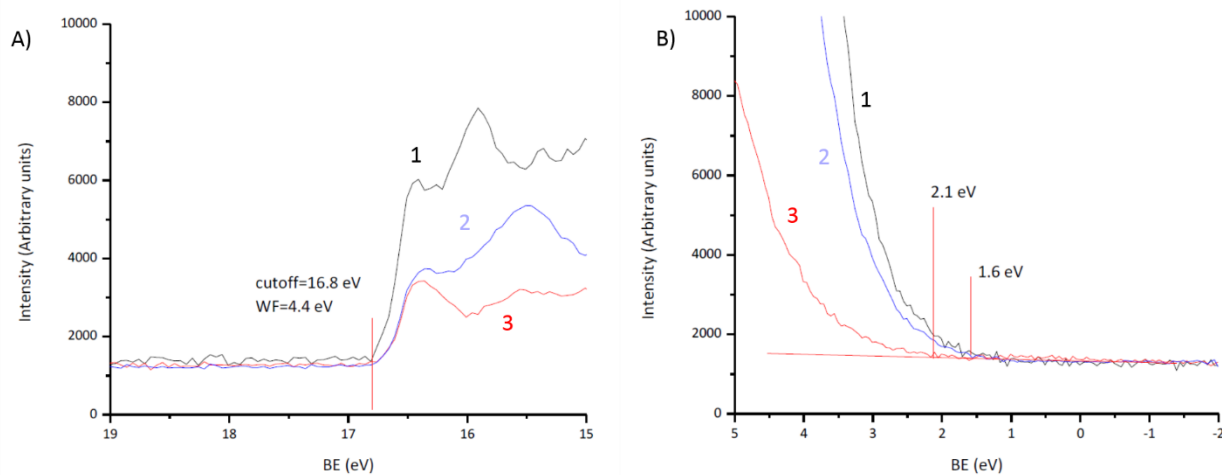 A)
10000
8000
6000
4000
2000
0
Intensity (Arbitrary units)
1
2
3
cutoff=16.8 eV
WF=4.4 eV
19 18 17 16 15
BE (eV)
B)
10000
8000
6000
4000
2000
0
Intensity (Arbitrary units)
1
2
3
2.1 eV
1.6 eV
5 4 3 2 1 0 -1 -2
BE (eV)